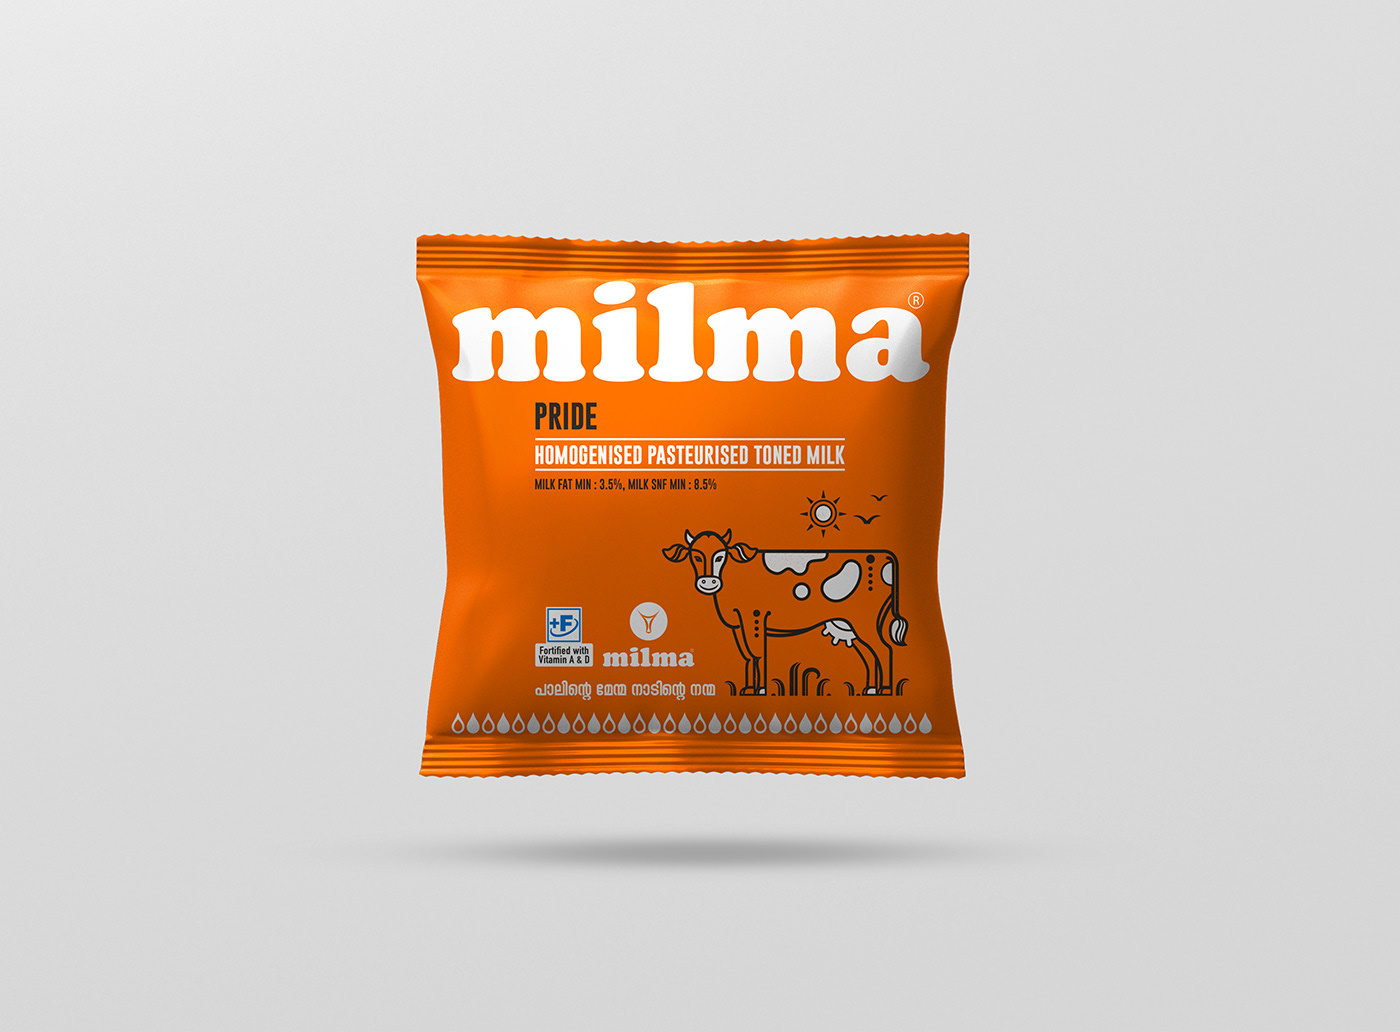 milma®
PRIDE
HOMOGENISED PASTEURISED TONED MILK
MILK FAT MIN : 3.5%, MILK SNF MIN : 8.5%
+F
Fortified with
Vitamin A & D
milma
പാലിന്റെ മേന്മ നാടിന്റെ നന്മ